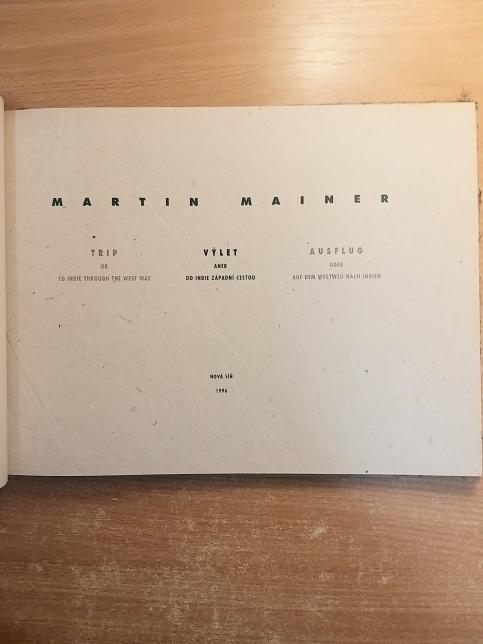 MARTIN MAINER
TRIP
OR
TO INDIE THROUGH THE WEST WAY
VÝLET
ANEB
DO INDIE ZÁPADNÍ CESTOU
AUSFLUG
ODER
AUF DEM WESTWEG NACH INDIEN
NOVÁ SÍŇ
1996